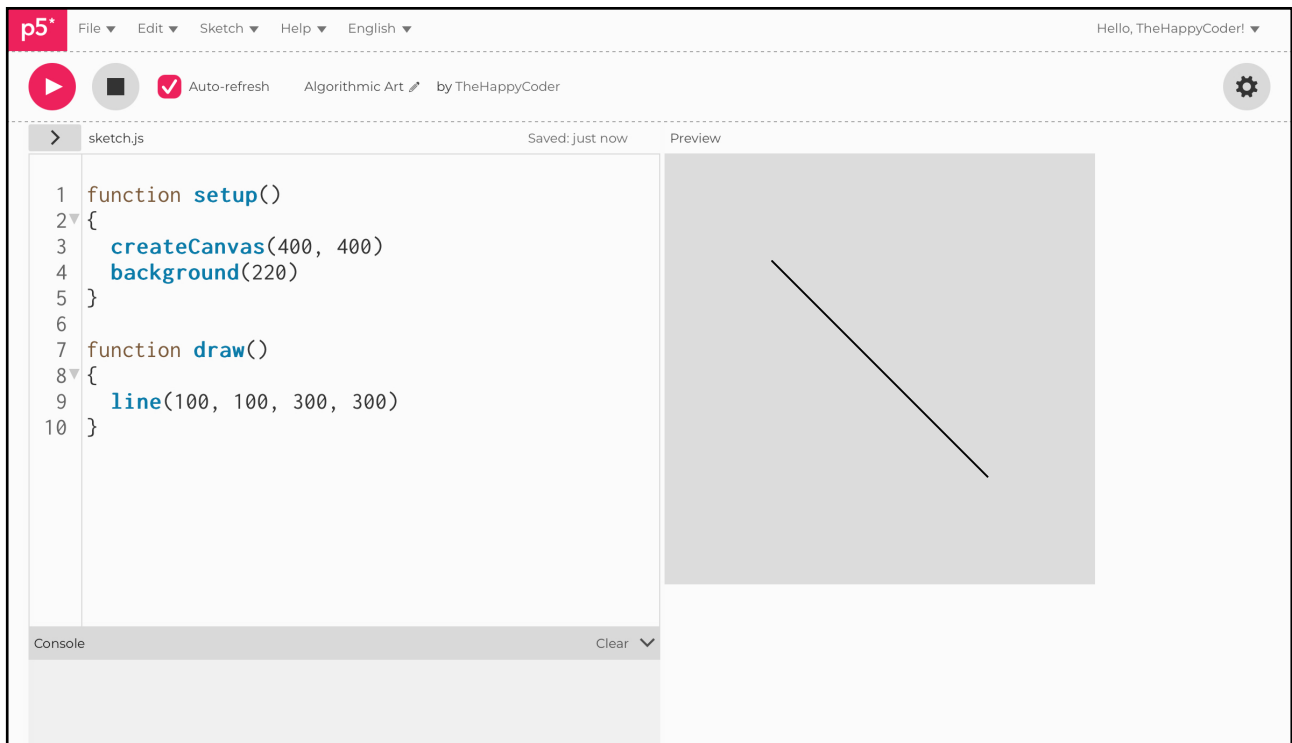 p5* File Edit Sketch Help English Hello, TheHappyCoder!
Auto-refresh Algorithmic Art by TheHappyCoder
sketch.js Saved: just now Preview
1 function setup()
2 {
3   createCanvas(400, 400)
4   background(220)
5 }
6
7 function draw()
8 {
9   line(100, 100, 300, 300)
10 }
Console Clear